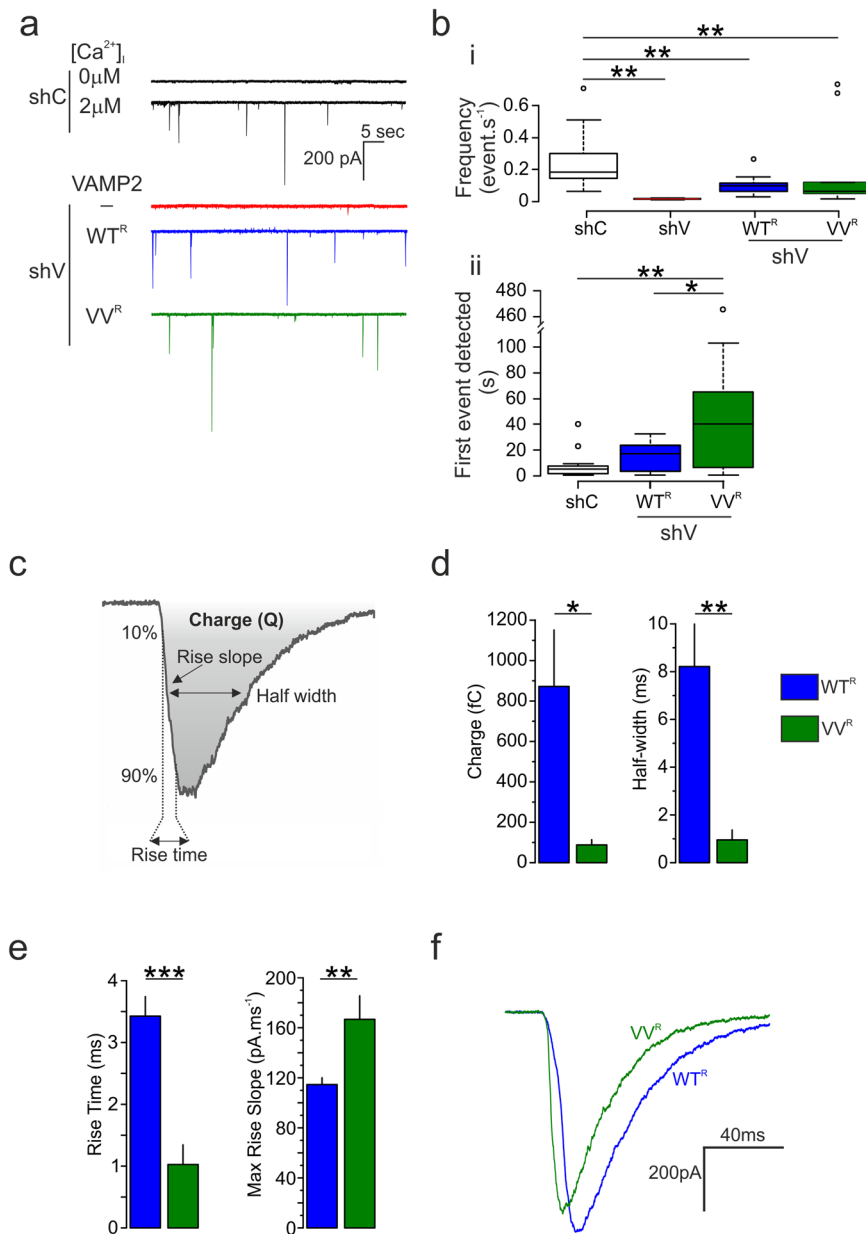 a
[Ca²⁺]ᵢ
shC
0μM
2μM
5 sec
200 pA
VAMP2
–
shV
WTᴿ
VVᴿ
b
i
Frequency
(event.s⁻¹)
0.6
0.4
0.2
0
**
**
**
shC
shV
WTᴿ
VVᴿ
shV
ii
First event detected
(s)
480
460
100
80
60
40
20
0
**
*
shC
WTᴿ
VVᴿ
shV
c
10%
90%
Charge (Q)
Rise slope
Half width
Rise time
d
Charge (fC)
1200
1000
800
600
400
200
0
*
Half-width (ms)
10
8
6
4
2
0
**
WTᴿ
VVᴿ
e
Rise Time (ms)
4
3
2
1
0
***
Max Rise Slope (pA.ms⁻¹)
200
160
120
80
40
0
**
f
VVᴿ
WTᴿ
40ms
200pA